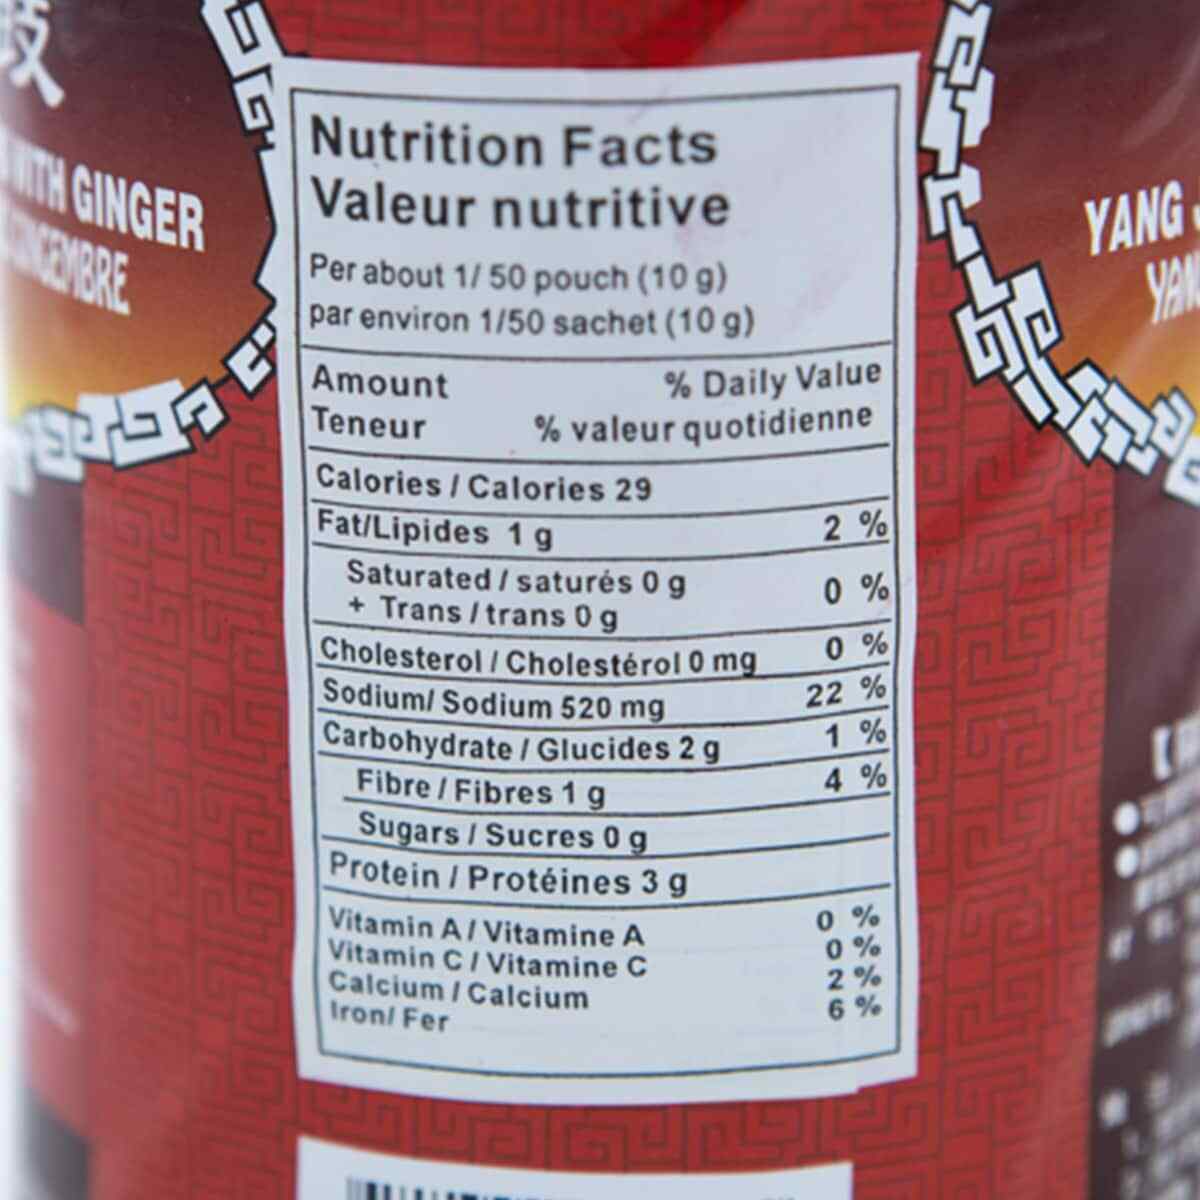 豉
WITH GINGER
GINGEMBRE
YANG
Nutrition Facts
Valeur nutritive
Per about 1/ 50 pouch (10 g)
par environ 1/50 sachet (10 g)
Amount % Daily Value
Teneur % valeur quotidienne
Calories / Calories 29
Fat/Lipides 1 g 2 %
Saturated / saturés 0 g 0 %
+ Trans / trans 0 g
Cholesterol / Cholestérol 0 mg 0 %
Sodium/ Sodium 520 mg 22 %
Carbohydrate / Glucides 2 g 1 %
Fibre / Fibres 1 g 4 %
Sugars / Sucres 0 g
Protein / Protéines 3 g
Vitamin A / Vitamine A 0 %
Vitamin C / Vitamine C 0 %
Calcium / Calcium 2 %
Iron/ Fer 6 %